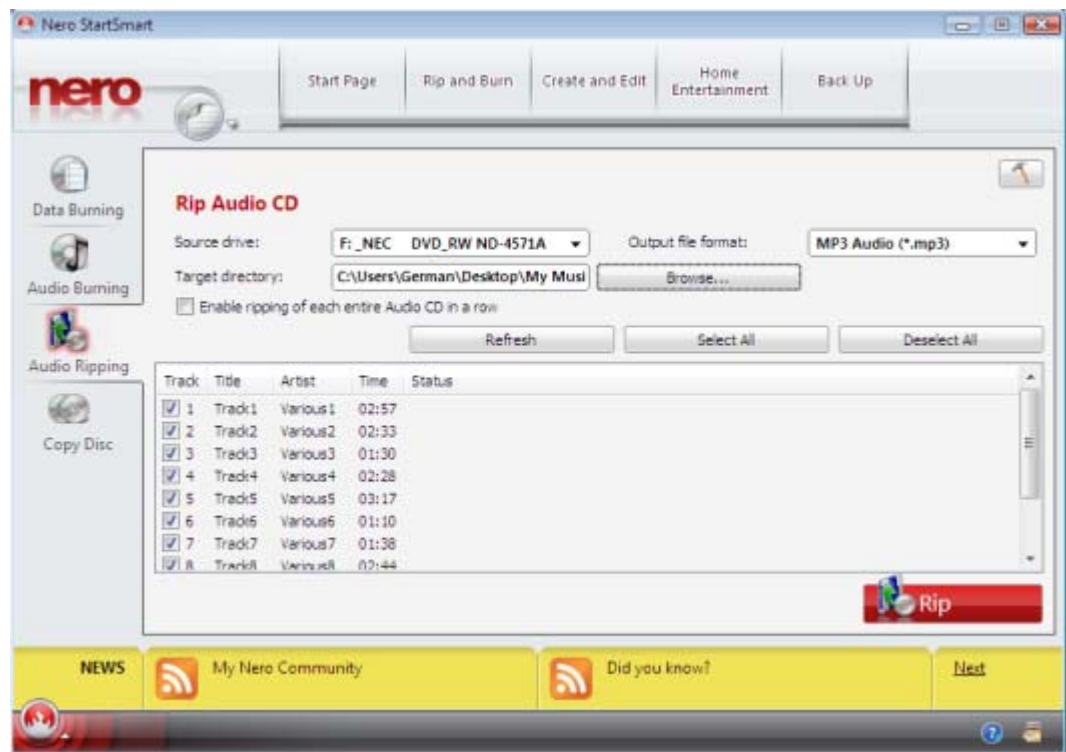 Nero StartSmart
nero
Start Page
Rip and Burn
Create and Edit
Home Entertainment
Back Up
Data Burning
Audio Burning
Audio Ripping
Copy Disc
Rip Audio CD
Source drive: F: _NEC DVD_RW ND-4571A Output file format: MP3 Audio (*.mp3)
Target directory: C:\Users\German\Desktop\My Musi Browse...
Enable ripping of each entire Audio CD in a row
Refresh Select All Deselect All
Track Title Artist Time Status
1 Track1 Various1 02:57
2 Track2 Various2 02:33
3 Track3 Various3 01:30
4 Track4 Various4 02:28
5 Track5 Various5 03:17
6 Track6 Various6 01:10
7 Track7 Various7 01:38
8 Track8 Various8 02:44
Rip
NEWS My Nero Community Did you know? Next